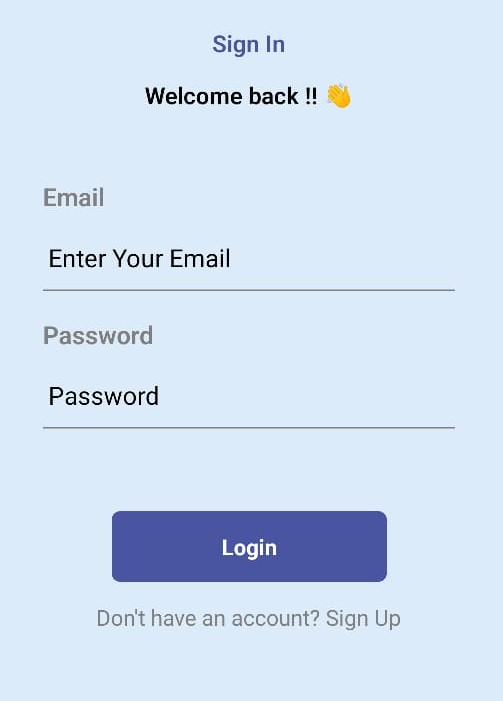 Sign In
Welcome back !! 👋
Email
Enter Your Email
Password
Password
Login
Don't have an account? Sign Up